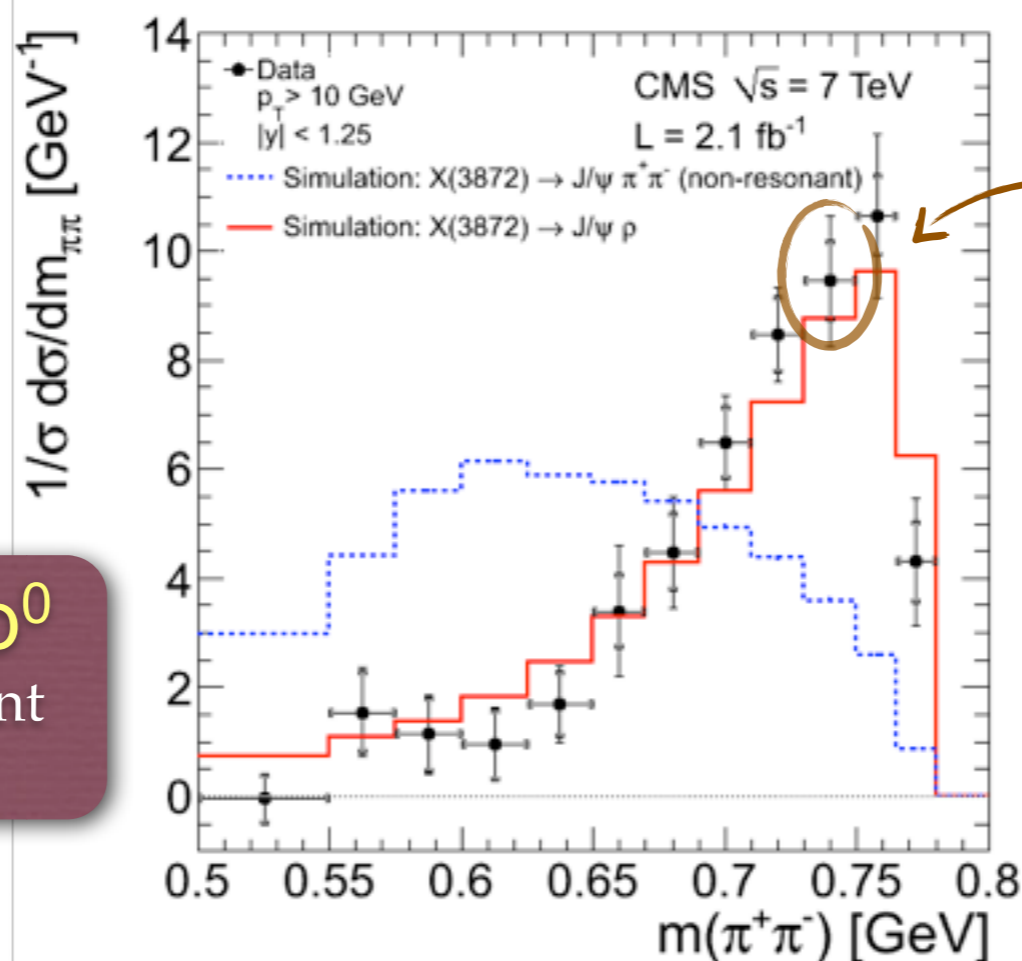 1/σ dσ/dm_ππ [GeV⁻¹]
14
12
10
8
6
4
2
0
Data
p_T > 10 GeV
|y| < 1.25
CMS √s = 7 TeV
L = 2.1 fb⁻¹
Simulation: X(3872) → J/ψ π⁺π⁻ (non-resonant)
Simulation: X(3872) → J/ψ ρ
0.5 0.55 0.6 0.65 0.7 0.75 0.8
m(π⁺π⁻) [GeV]